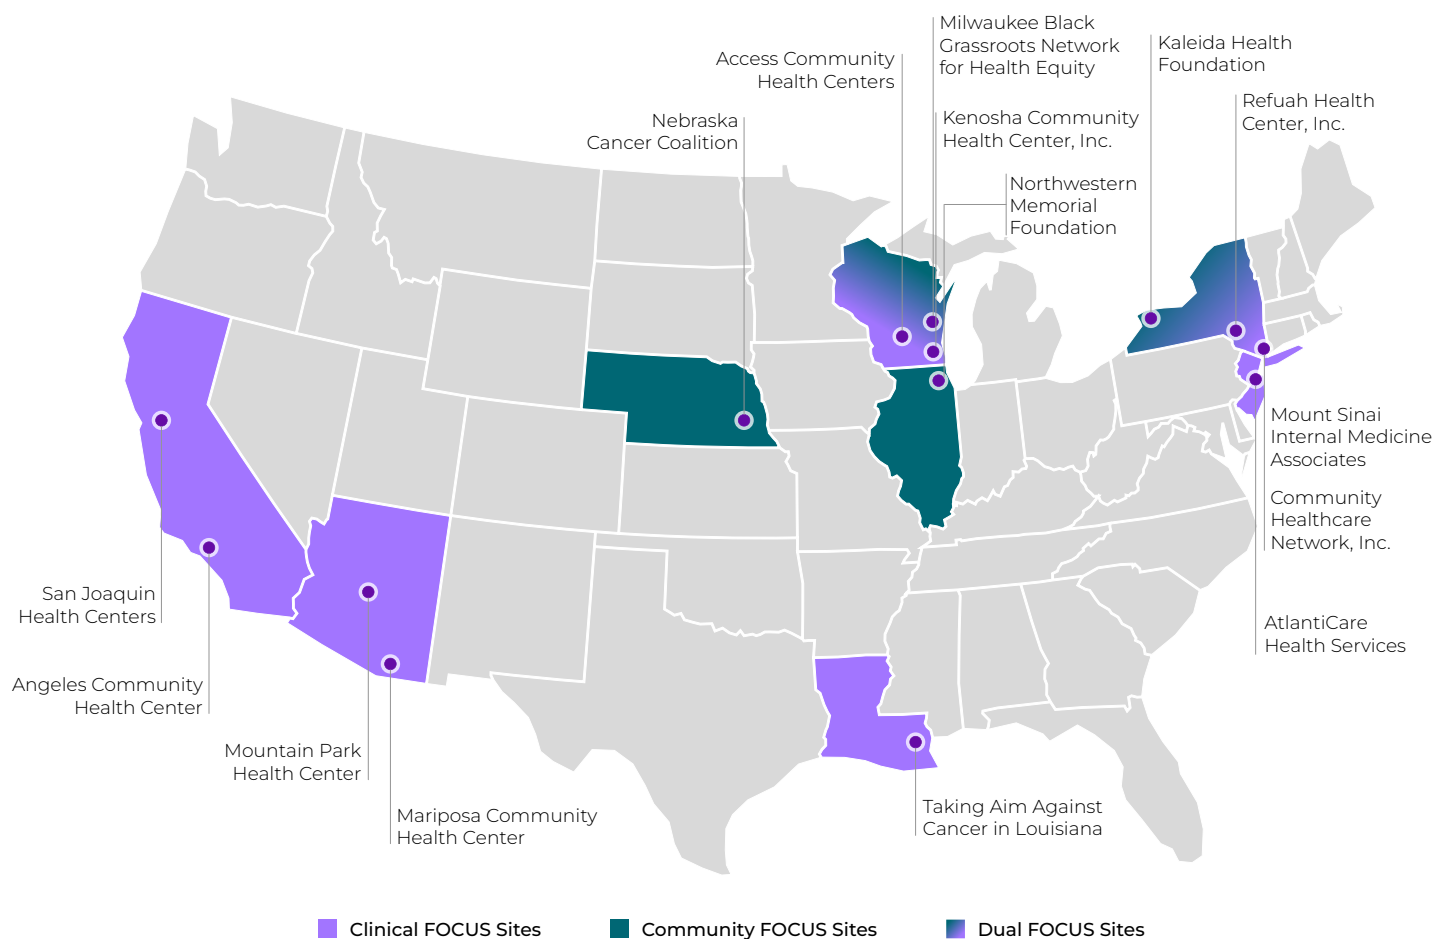 Milwaukee Black
Grassroots Network
for Health Equity
Kaleida Health
Foundation
Access Community
Health Centers
Refuah Health
Center, Inc.
Nebraska
Cancer Coalition
Kenosha Community
Health Center, Inc.
Northwestern
Memorial
Foundation
Mount Sinai
Internal Medicine
Associates
Community
Healthcare
Network, Inc.
San Joaquin
Health Centers
AtlantiCare
Health Services
Angeles Community
Health Center
Mountain Park
Health Center
Mariposa Community
Health Center
Taking Aim Against
Cancer in Louisiana
Clinical FOCUS Sites
Community FOCUS Sites
Dual FOCUS Sites